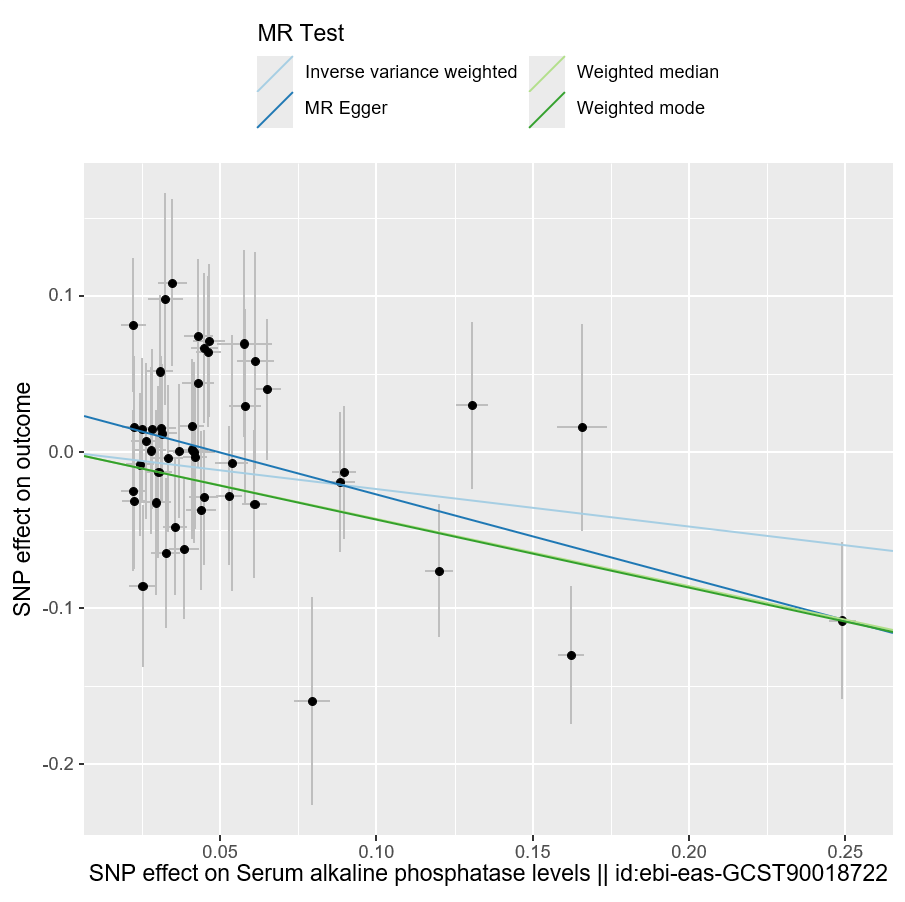 MR Test
Inverse variance weighted
Weighted median
MR Egger
Weighted mode
SNP effect on outcome
0.1
0.0
-0.1
-0.2
0.05
0.10
0.15
0.20
0.25
SNP effect on Serum alkaline phosphatase levels || id:ebi-eas-GCST90018722